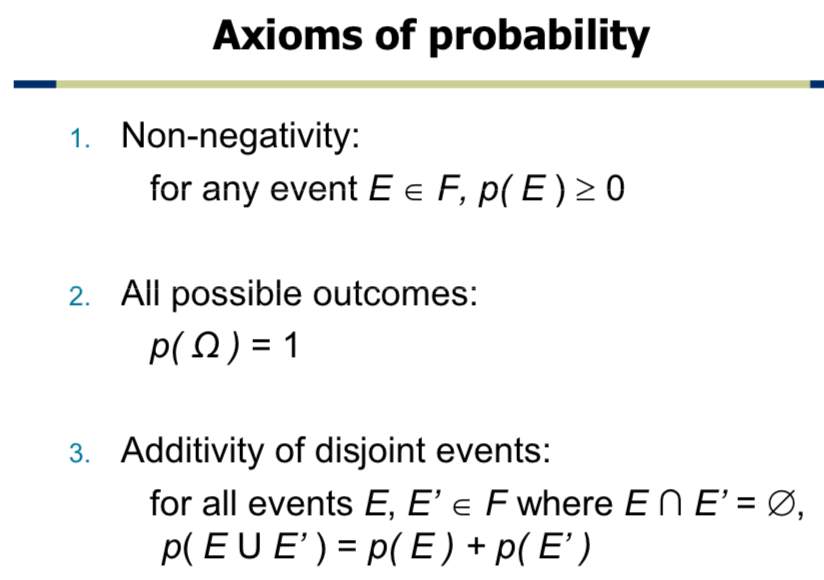 Axioms of probability
1. Non-negativity:
for any event E ∈ F, p( E ) ≥ 0
2. All possible outcomes:
p( Ω ) = 1
3. Additivity of disjoint events:
for all events E, E’ ∈ F where E ∩ E’ = ∅,
p( E U E’ ) = p( E ) + p( E’ )